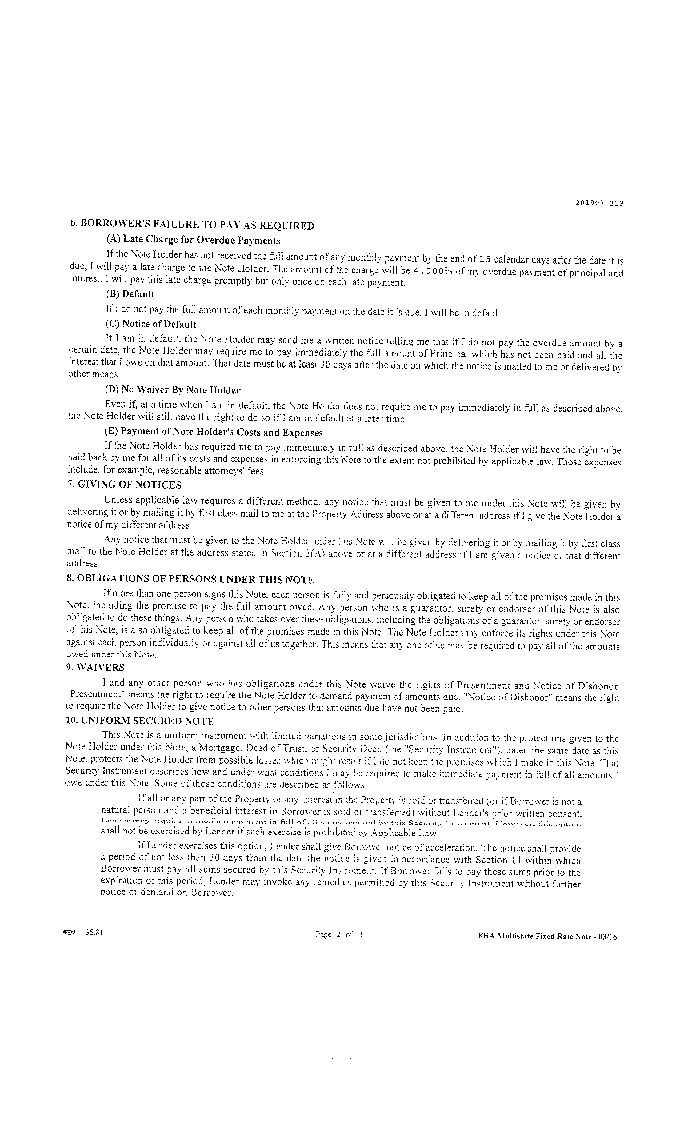 6. BORROWER'S FAILURE TO PAY AS REQUIRED
(A) Late Charge for Overdue Payments
If the Note Holder has not received the full amount of any monthly payment by the end of 15 calendar days after the date it is
due, I will pay a late charge to the Note Holder. The amount of the charge will be % of my overdue payment of principal and
interest. I will pay this late charge promptly but only once on each late payment.
(B) Default
If I do not pay the full amount of each monthly payment on the date it is due, I will be in default.
(C) Notice of Default
If I am in default, the Note Holder may send me a written notice telling me that if I do not pay the overdue amount by a
certain date, the Note Holder may require me to pay immediately the full amount of Principal which has not been paid and all the
interest that I owe on that amount. That date must be at least 30 days after the date on which the notice is mailed to me or delivered by
other means.
(D) No Waiver By Note Holder
Even if, at a time when I am in default, the Note Holder does not require me to pay immediately in full as described above,
the Note Holder will still have the right to do so if I am in default at a later time.
(E) Payment of Note Holder's Costs and Expenses
If the Note Holder has required me to pay immediately in full as described above, the Note Holder will have the right to be
paid back by me for all of its costs and expenses in enforcing this Note to the extent not prohibited by applicable law. Those expenses
include, for example, reasonable attorneys' fees.
7. GIVING OF NOTICES
Unless applicable law requires a different method, any notice that must be given to me under this Note will be given by
delivering it or by mailing it by first class mail to me at the Property Address above or at a different address if I give the Note Holder a
notice of my different address.
Any notice that must be given to the Note Holder under this Note will be given by delivering it or by mailing it by first class
mail to the Note Holder at the address stated in Section above or at a different address if I am given a notice of that different
address.
8. OBLIGATIONS OF PERSONS UNDER THIS NOTE
If more than one person signs this Note, each person is fully and personally obligated to keep all of the promises made in this
Note, including the promise to pay the full amount owed. Any person who is a guarantor, surety or endorser of this Note is also
obligated to do these things. Any person who takes over these obligations, including the obligations of a guarantor, surety or endorser
of this Note, is also obligated to keep all of the promises made in this Note. The Note Holder may enforce its rights under this Note
against each person individually or against all of us together. This means that any one of us may be required to pay all of the amounts
owed under this Note.
9. WAIVERS
I and any other person who has obligations under this Note waive the rights of Presentment and Notice of Dishonor.
"Presentment" means the right to require the Note Holder to demand payment of amounts due. "Notice of Dishonor" means the right
to require the Note Holder to give notice to other persons that amounts due have not been paid.
10. UNIFORM SECURED NOTE
This Note is a uniform instrument with limited variations in some jurisdictions. In addition to the protections given to the
Note Holder under this Note, a Mortgage, Deed of Trust, or Security Deed (the "Security Instrument"), dated the same date as this
Note, protects the Note Holder from possible losses which might result if I do not keep the promises which I make in this Note. That
Security Instrument describes how and under what conditions I may be required to make immediate payment in full of all amounts I
owe under this Note. Some of those conditions are described as follows:
If all or any part of the Property or any interest in the Property is sold or transferred (or if Borrower is not a
natural person and a beneficial interest in Borrower is sold or transferred) without Lender's prior written consent,
shall not be exercised by Lender if such exercise is prohibited by Applicable Law.
If Lender exercises this option, Lender shall give Borrower notice of acceleration. The notice shall provide
a period of not less than 30 days from the date the notice is given in accordance with Section within which
Borrower must pay all sums secured by this Security Instrument. If Borrower fails to pay these sums prior to the
expiration of this period, Lender may invoke any remedies permitted by this Security Instrument without further
notice or demand on Borrower.
Page 2 of
FHA Multistate Fixed Rate Note -